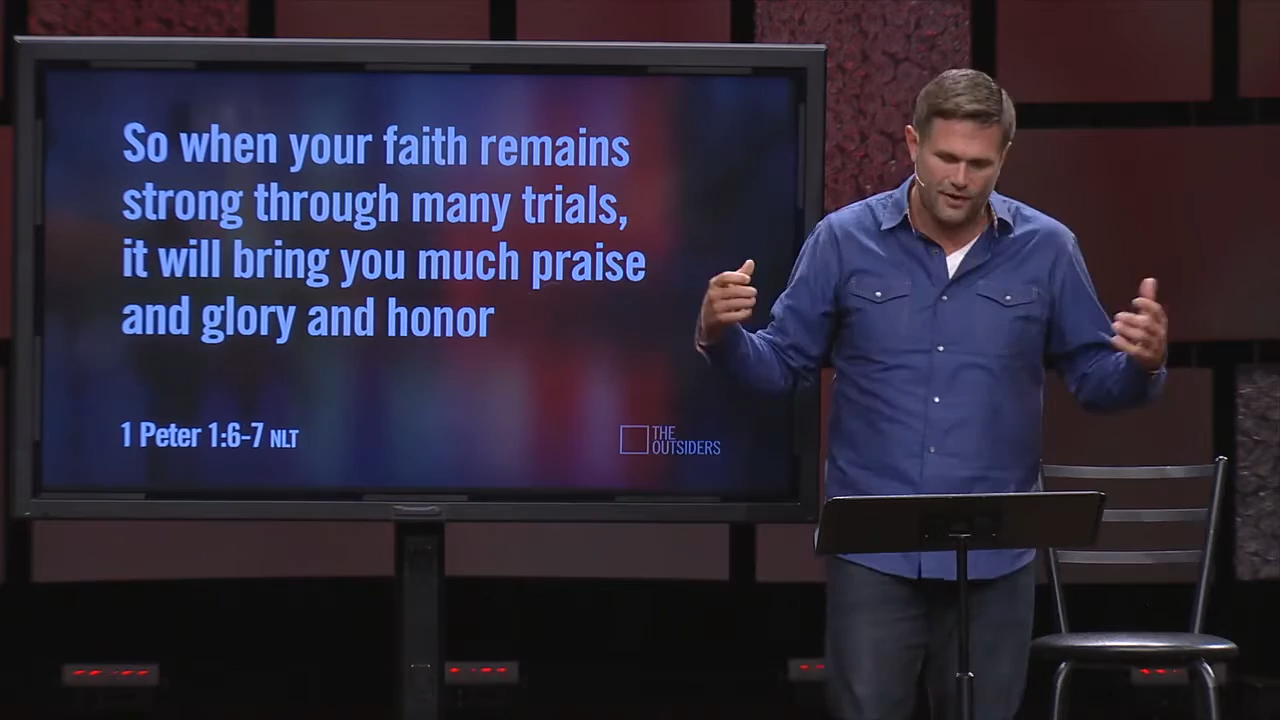 So when your faith remains
strong through many trials,
it will bring you much praise
and glory and honor
1 Peter 1:6-7 NLT
THE
OUTSIDERS